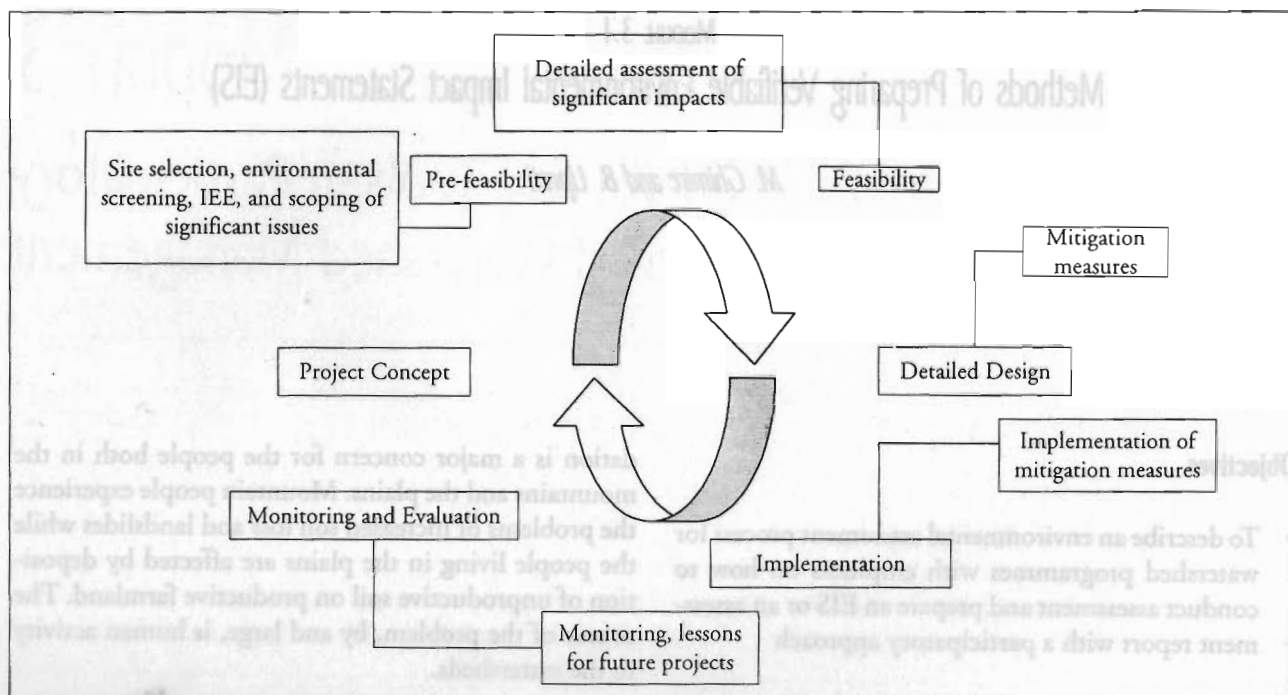 Detailed assessment of
significant impacts
Site selection, environmental
screening, IEE, and scoping of
significant issues
Pre-feasibility
Feasibility
Mitigation
measures
Project Concept
Detailed Design
Implementation of
mitigation measures
Monitoring and Evaluation
Implementation
Monitoring, lessons
for future projects